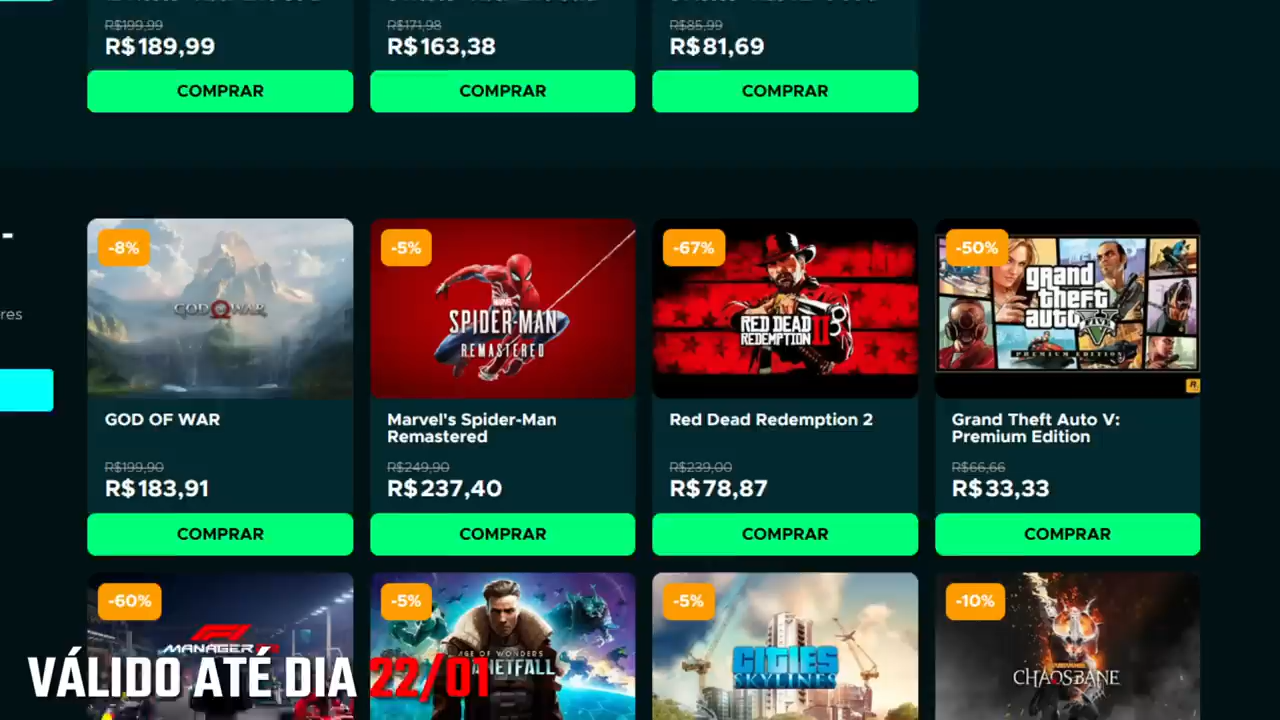 R$199,99
R$171,98
R$85,99
R$189,99
R$163,38
R$81,69
COMPRAR
COMPRAR
COMPRAR
-
res
-8%
-5%
-67%
-50%
GOD OF WAR
MARVEL
SPIDER-MAN
REMASTERED
RED DEAD
REDEMPTION II
grand
theft
auto V
PREMIUM EDITION
R
GOD OF WAR
Marvel's Spider-Man
Remastered
Red Dead Redemption 2
Grand Theft Auto V:
Premium Edition
R$199,90
R$249,90
R$239,00
R$66,66
R$183,91
R$237,40
R$78,87
R$33,33
COMPRAR
COMPRAR
COMPRAR
COMPRAR
-60%
-5%
-5%
-10%
F1
MANAGER
AGE OF WONDERS
CITIES
SKYLINES
CHAOSBANE
VÁLIDO ATÉ DIA 22/01